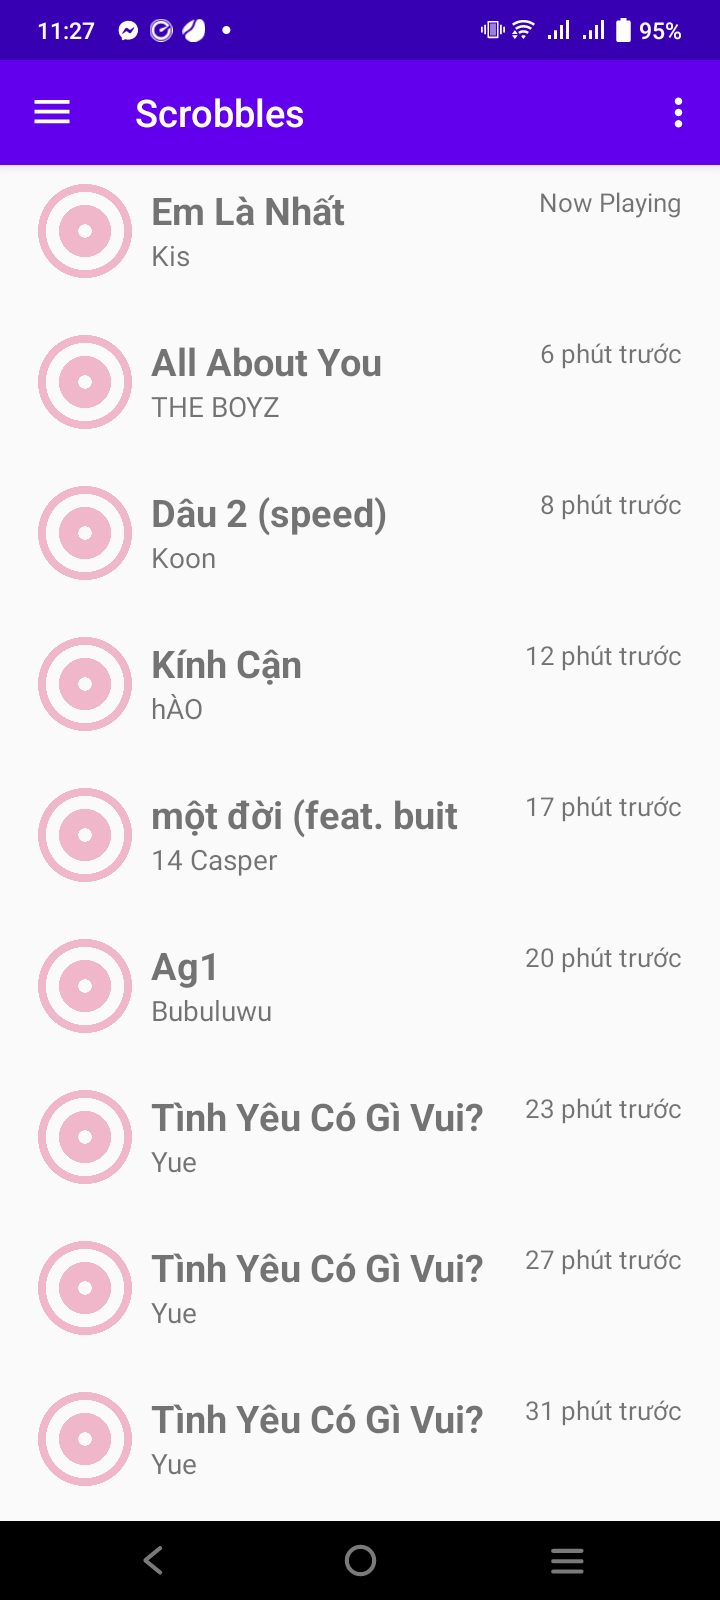 11:27
95%
Scrobbles
Em Là Nhất
Now Playing
Kis
All About You
6 phút trước
THE BOYZ
Dâu 2 (speed)
8 phút trước
Koon
Kính Cận
12 phút trước
hÀO
một đời (feat. buit
17 phút trước
14 Casper
Ag1
20 phút trước
Bubuluwu
Tình Yêu Có Gì Vui?
23 phút trước
Yue
Tình Yêu Có Gì Vui?
27 phút trước
Yue
Tình Yêu Có Gì Vui?
31 phút trước
Yue